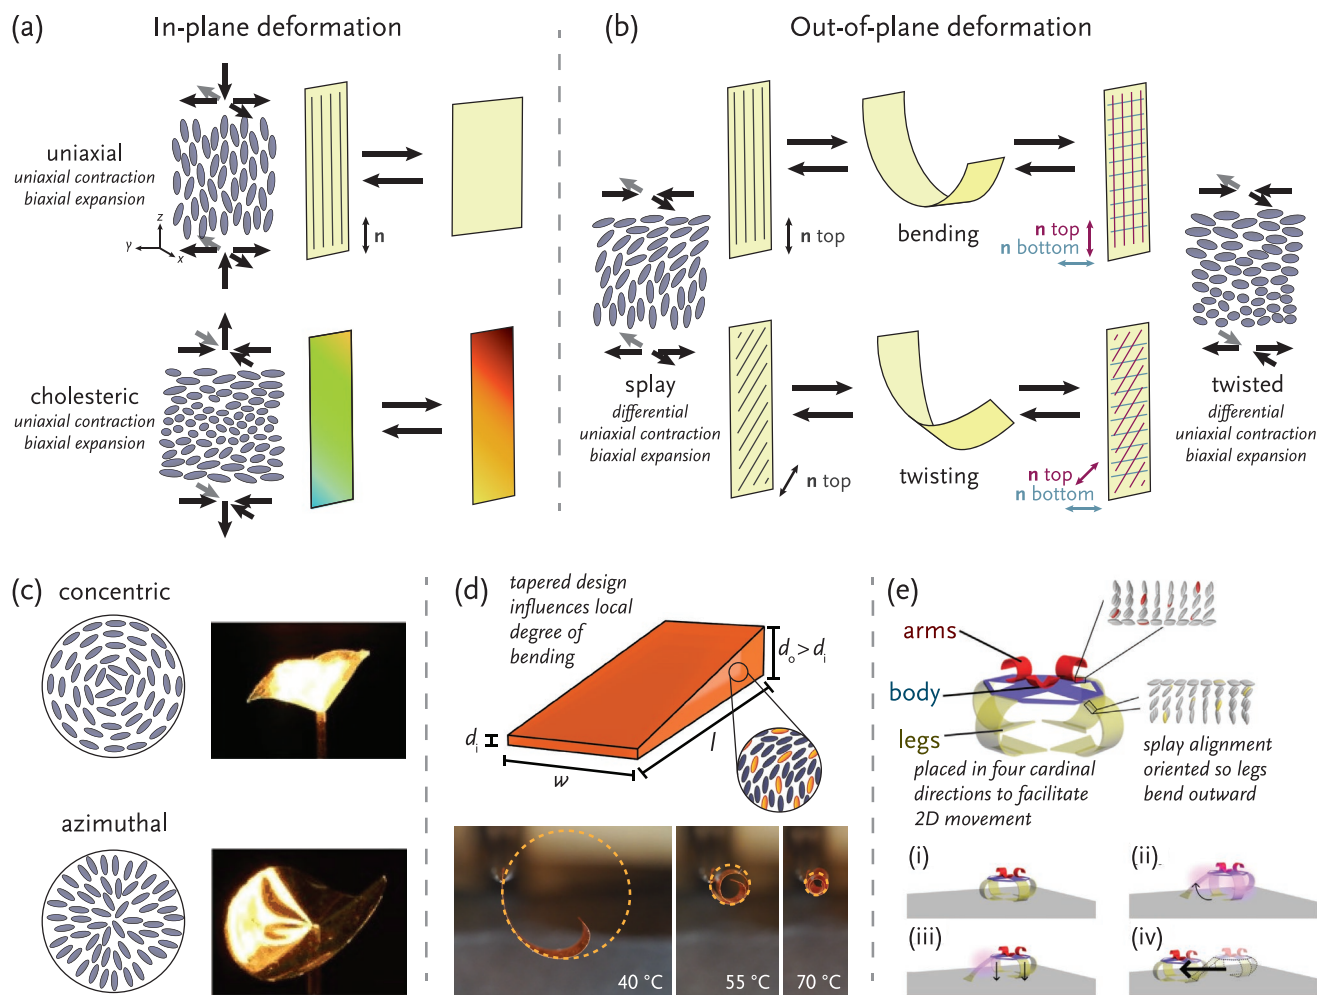 (a)
In-plane deformation
uniaxial
uniaxial contraction
biaxial expansion
z
y
x
n
cholesteric
uniaxial contraction
biaxial expansion
(b)
Out-of-plane deformation
n top
bending
n top
n bottom
splay
differential
uniaxial contraction
biaxial expansion
n top
twisting
n top
n bottom
twisted
differential
uniaxial contraction
biaxial expansion
(c)
concentric
azimuthal
(d)
tapered design
influences local
degree of
bending
do > di
di
w
l
40 °C
55 °C
70 °C
(e)
arms
body
legs
placed in four cardinal
directions to facilitate
2D movement
splay alignment
oriented so legs
bend outward
(i)
(ii)
(iii)
(iv)